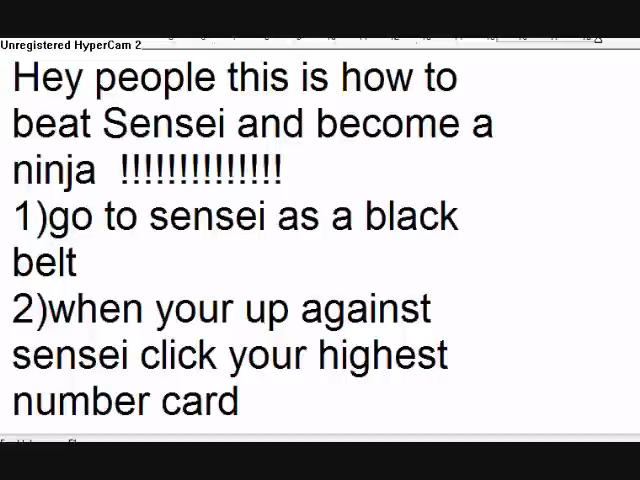 Unregistered HyperCam 2
Hey people this is how to
beat Sensei and become a
ninja  !!!!!!!!!!!!!!
1)go to sensei as a black
belt
2)when your up against
sensei click your highest
number card